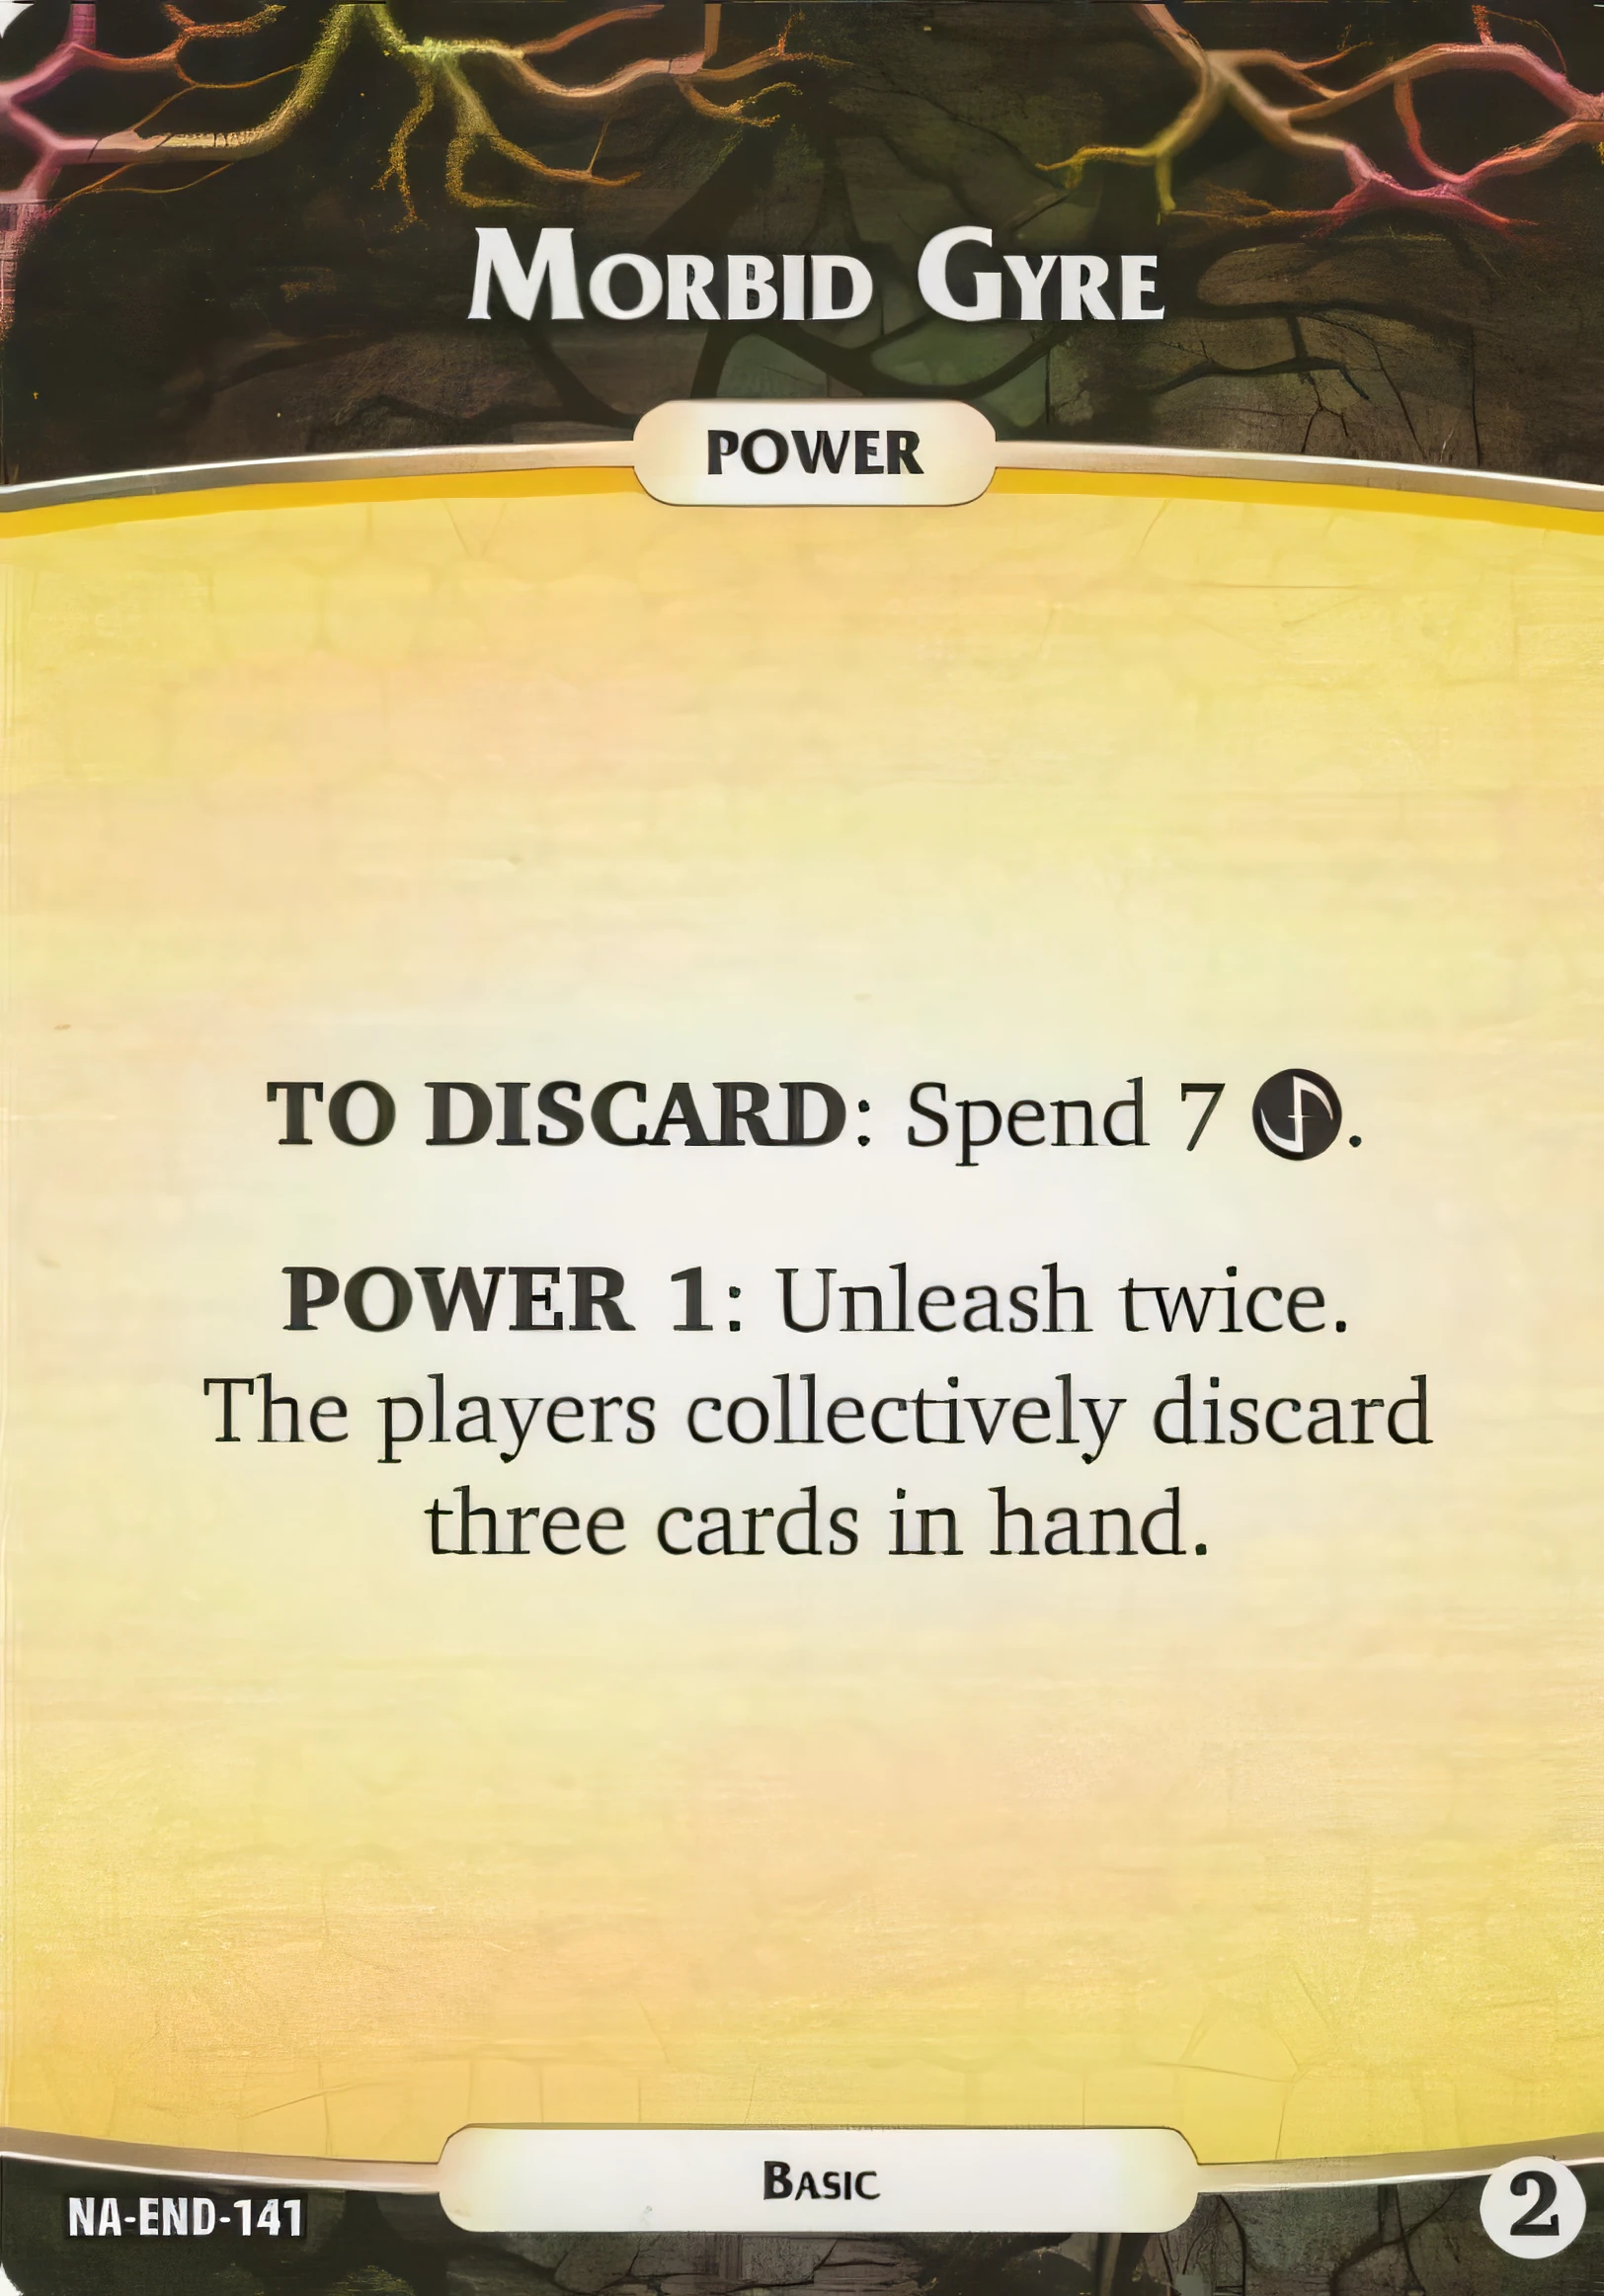 Morbid Gyre
POWER
TO DISCARD: Spend 7 .
POWER 1: Unleash twice.
The players collectively discard
three cards in hand.
Basic
NA-END-141
2